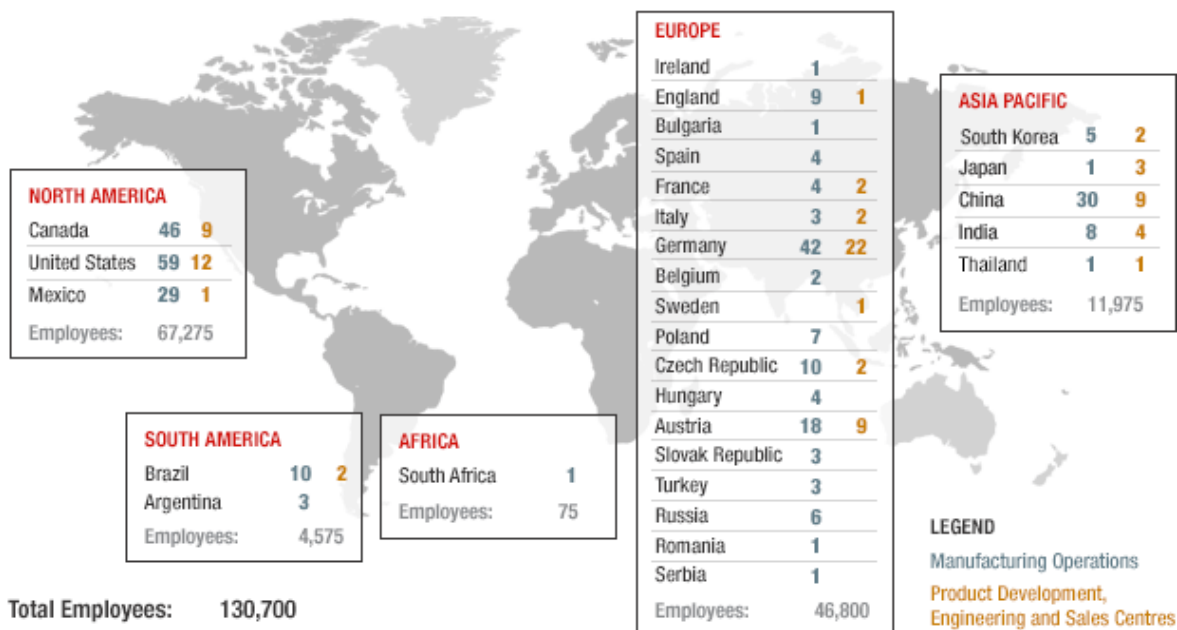 NORTH AMERICA
Canada 46 9
United States 59 12
Mexico 29 1
Employees: 67,275
SOUTH AMERICA
Brazil 10 2
Argentina 3
Employees: 4,575
AFRICA
South Africa 1
Employees: 75
EUROPE
Ireland 1
England 9 1
Bulgaria 1
Spain 4
France 4 2
Italy 3 2
Germany 42 22
Belgium 2
Sweden 1
Poland 7
Czech Republic 10 2
Hungary 4
Austria 18 9
Slovak Republic 3
Turkey 3
Russia 6
Romania 1
Serbia 1
Employees: 46,800
ASIA PACIFIC
South Korea 5 2
Japan 1 3
China 30 9
India 8 4
Thailand 1 1
Employees: 11,975
LEGEND
Manufacturing Operations
Product Development,
Engineering and Sales Centres
Total Employees: 130,700